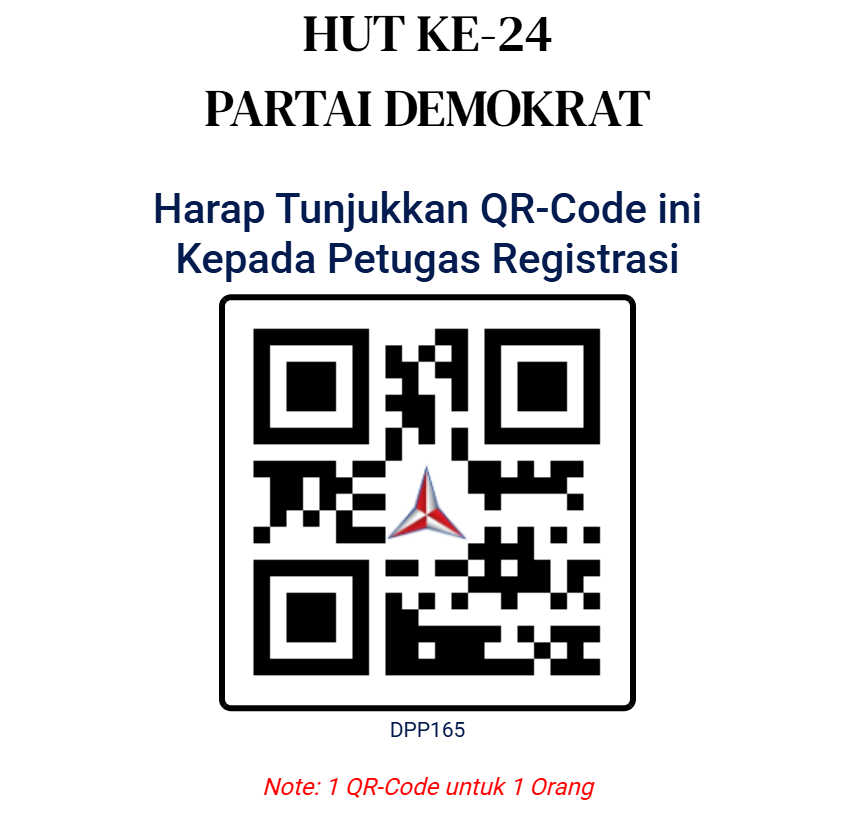 HUT KE-24
PARTAI DEMOKRAT
Harap Tunjukkan QR-Code ini
Kepada Petugas Registrasi
DPP165
Note: 1 QR-Code untuk 1 Orang